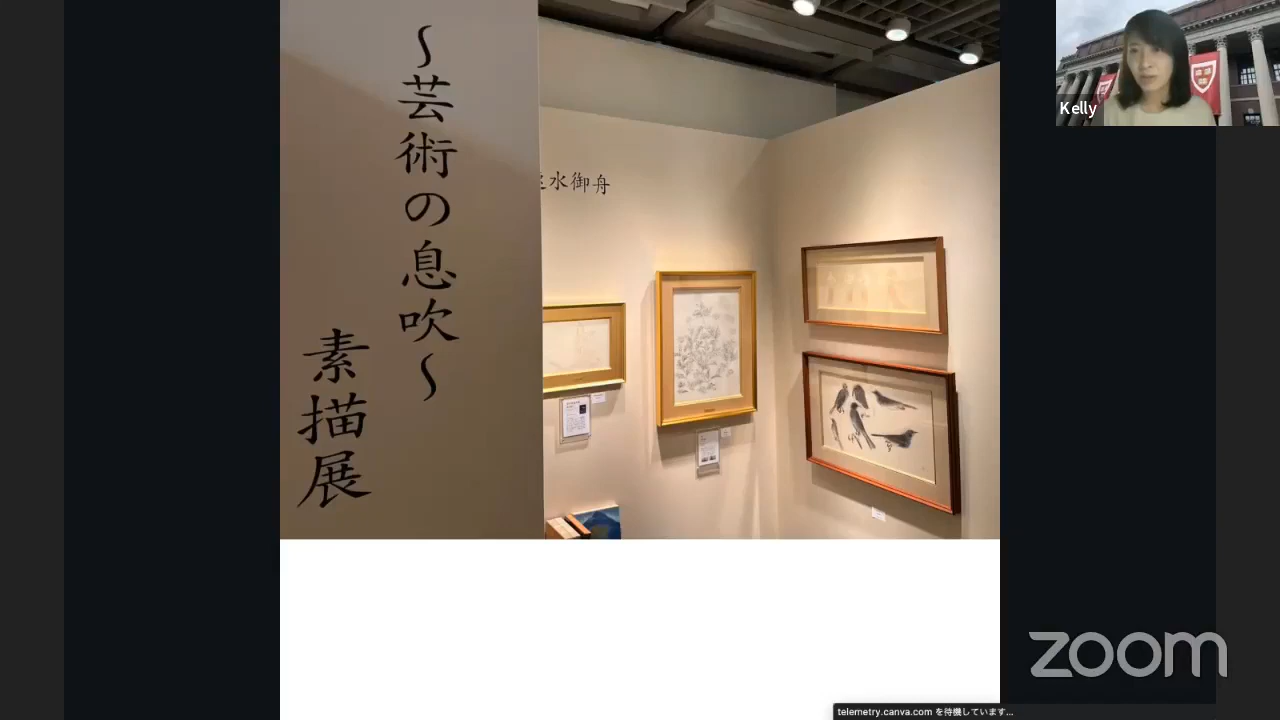 ～芸術の息吹～
素描展
水御舟
Kelly
zoom
telemetry.canva.com を待機しています...